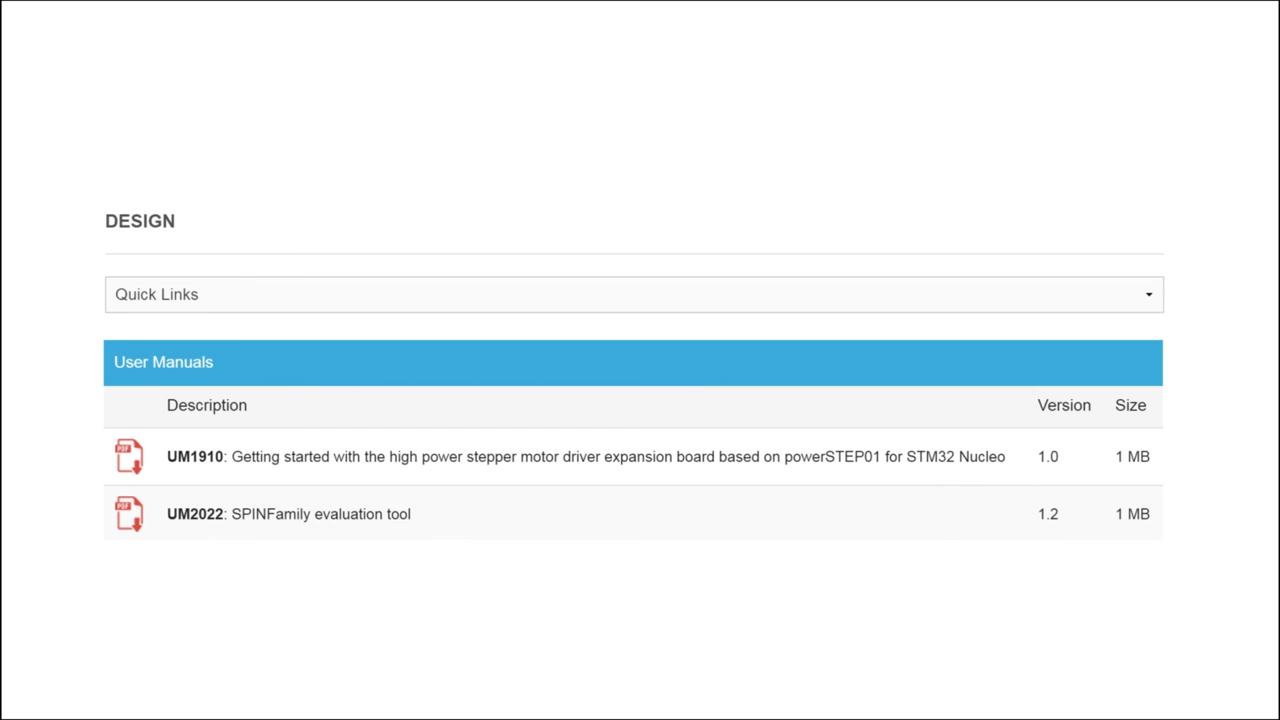 DESIGN
Quick Links
User Manuals
Description Version Size
PDF UM1910: Getting started with the high power stepper motor driver expansion board based on powerSTEP01 for STM32 Nucleo 1.0 1 MB
PDF UM2022: SPINFamily evaluation tool 1.2 1 MB